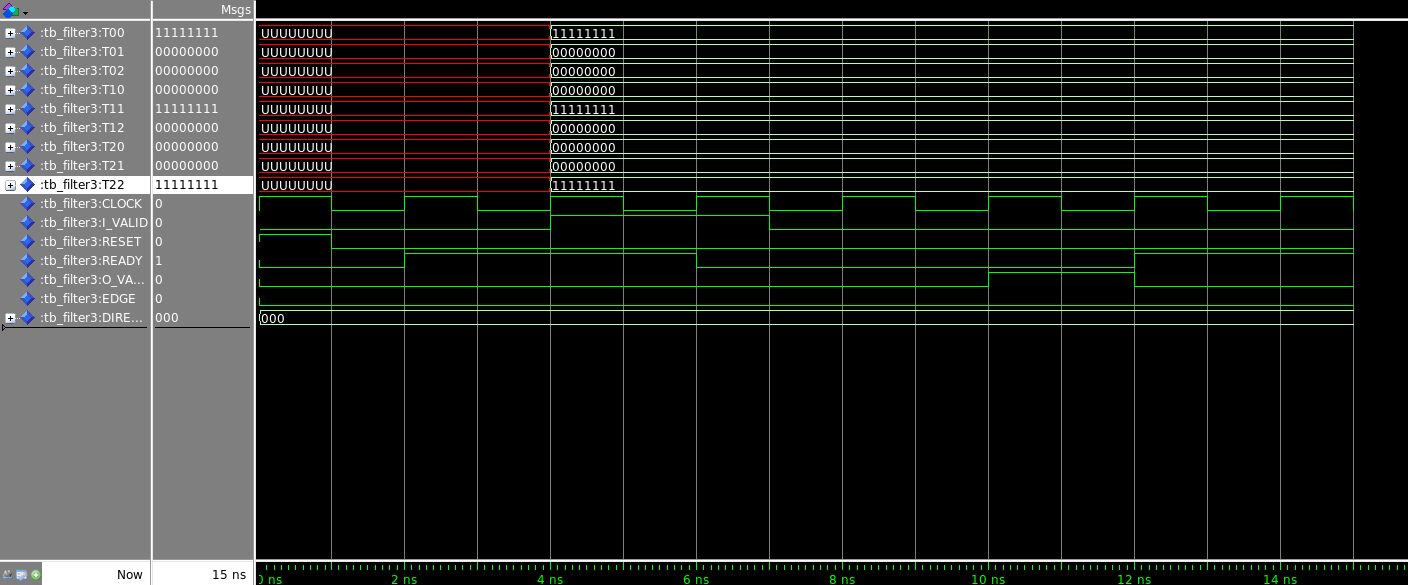 Msgs
:tb_filter3:T00 11111111 UUUUUUUU 11111111
:tb_filter3:T01 00000000 UUUUUUUU 00000000
:tb_filter3:T02 00000000 UUUUUUUU 00000000
:tb_filter3:T10 00000000 UUUUUUUU 00000000
:tb_filter3:T11 11111111 UUUUUUUU 11111111
:tb_filter3:T12 00000000 UUUUUUUU 00000000
:tb_filter3:T20 00000000 UUUUUUUU 00000000
:tb_filter3:T21 00000000 UUUUUUUU 00000000
:tb_filter3:T22 11111111 UUUUUUUU 11111111
:tb_filter3:CLOCK 0
:tb_filter3:I_VALID 0
:tb_filter3:RESET 0
:tb_filter3:READY 1
:tb_filter3:O_VA... 0
:tb_filter3:EDGE 0
:tb_filter3:DIRE... 000 000
Now 15 ns 0 ns 2 ns 4 ns 6 ns 8 ns 10 ns 12 ns 14 ns